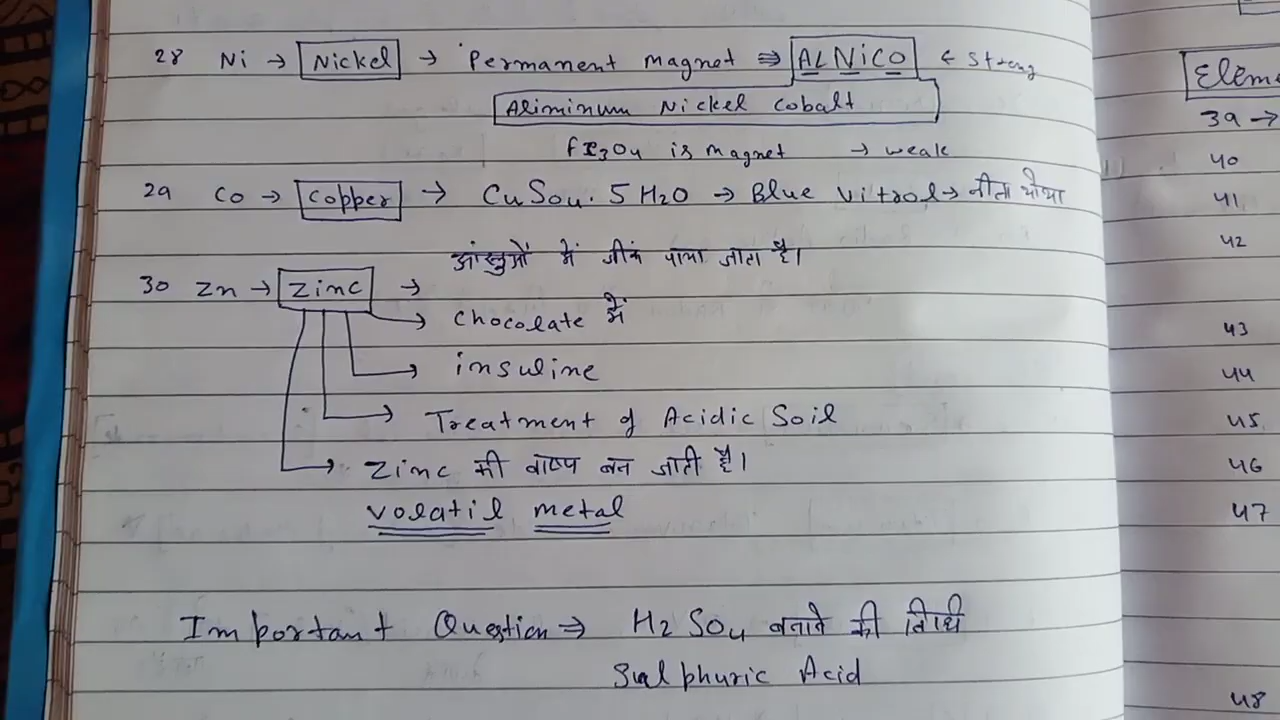 28 Ni → Nickel → Permanent magnet ⇛ ALNiCO ← Strong
Aliminum Nickel Cobalt
Fe3O4 is magnet → weak
29 Co → Copper → CuSo4. 5 H2O → Blue Vitrol → नीला थोथा
आंसुओं में जींक पाया जाता है।
30 Zn → Zinc →
→ Chocolate में
→ insuline
→ Treatment of Acidic Soil
→ Zinc की वाष्प बन जाती है।
volatil metal
Important Question ⇒ H2 SO4 बनाने की विधि
Sulphuric Acid
39 →
40
41
42
43
44
45
46
47
48